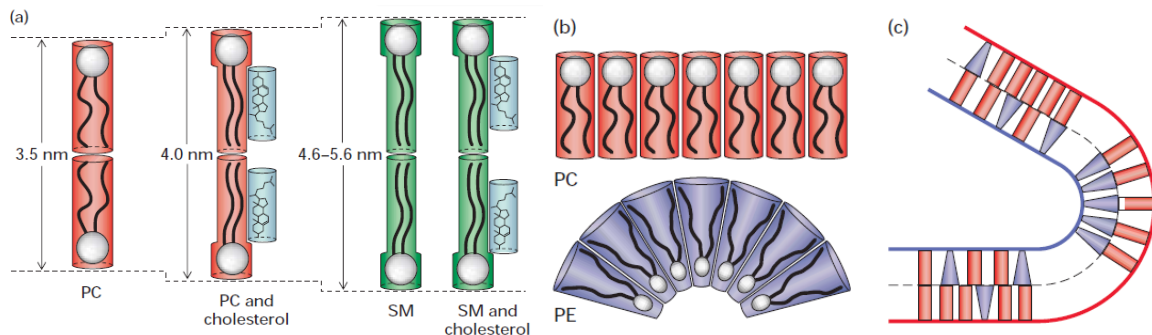 (a)
3.5 nm
PC
4.0 nm
PC and
cholesterol
4.6–5.6 nm
SM
SM and
cholesterol
(b)
PC
PE
(c)